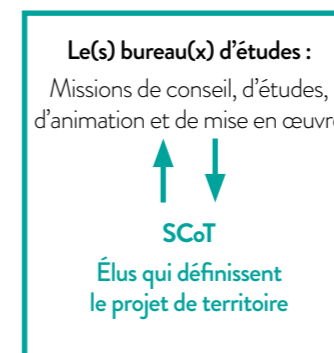 Le(s) bureau(x) d'études :
Missions de conseil, d'études,
d'animation et de mise en œuvre
SCoT
Élus qui définissent
le projet de territoire